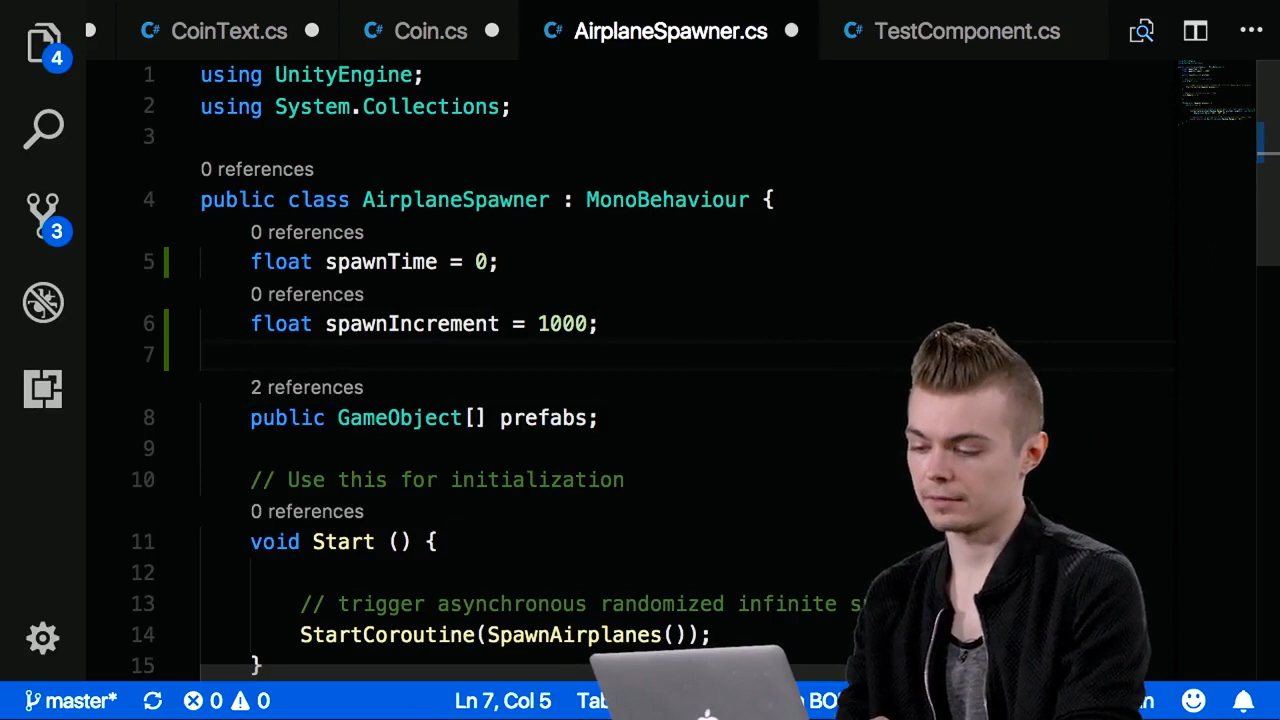 CoinText.cs
Coin.cs
AirplaneSpawner.cs
TestComponent.cs
4
3
1 using UnityEngine;
2 using System.Collections;
3
0 references
4 public class AirplaneSpawner : MonoBehaviour {
0 references
5 float spawnTime = 0;
0 references
6 float spawnIncrement = 1000;
7
2 references
8 public GameObject[] prefabs;
9
10 // Use this for initialization
0 references
11 void Start () {
12
13 // trigger asynchronous randomized infinite
14 StartCoroutine(SpawnAirplanes());
15 }
master* 0 0 Ln 7, Col 5